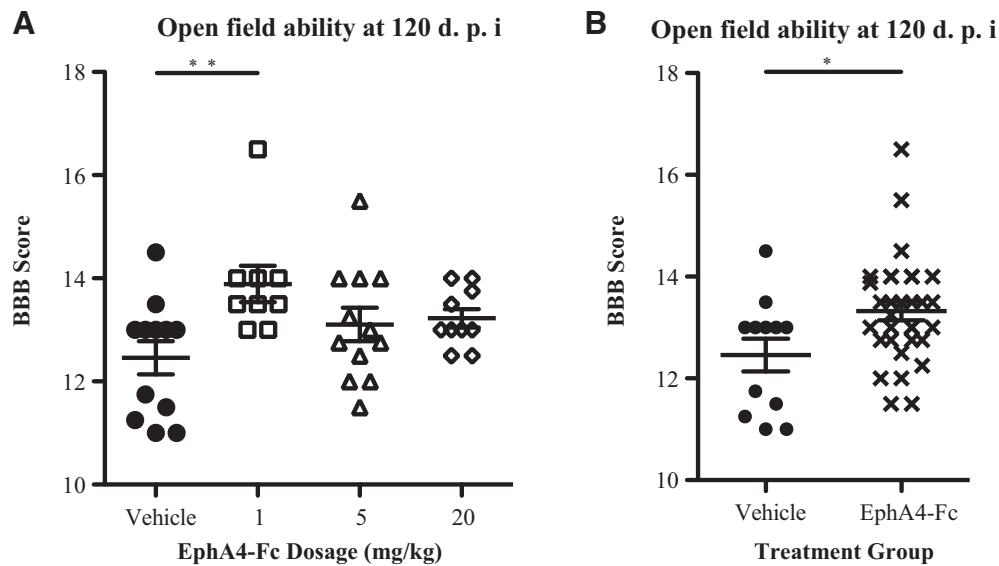 A
Open field ability at 120 d. p. i
* *
18
16
14
12
10
BBB Score
Vehicle 1 5 20
EphA4-Fc Dosage (mg/kg)
B
Open field ability at 120 d. p. i
*
18
16
14
12
10
BBB Score
Vehicle EphA4-Fc
Treatment Group